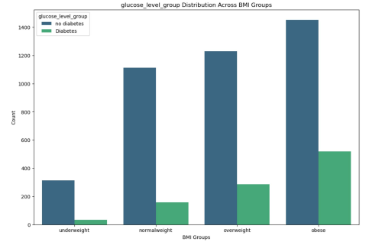 glucose_level_group Distribution Across BMI Groups
glucose_level_group
no diabetes
Diabetes
Count
1400
1200
1000
800
600
400
200
0
underweight
normalweight
overweight
abose
BMI Groups